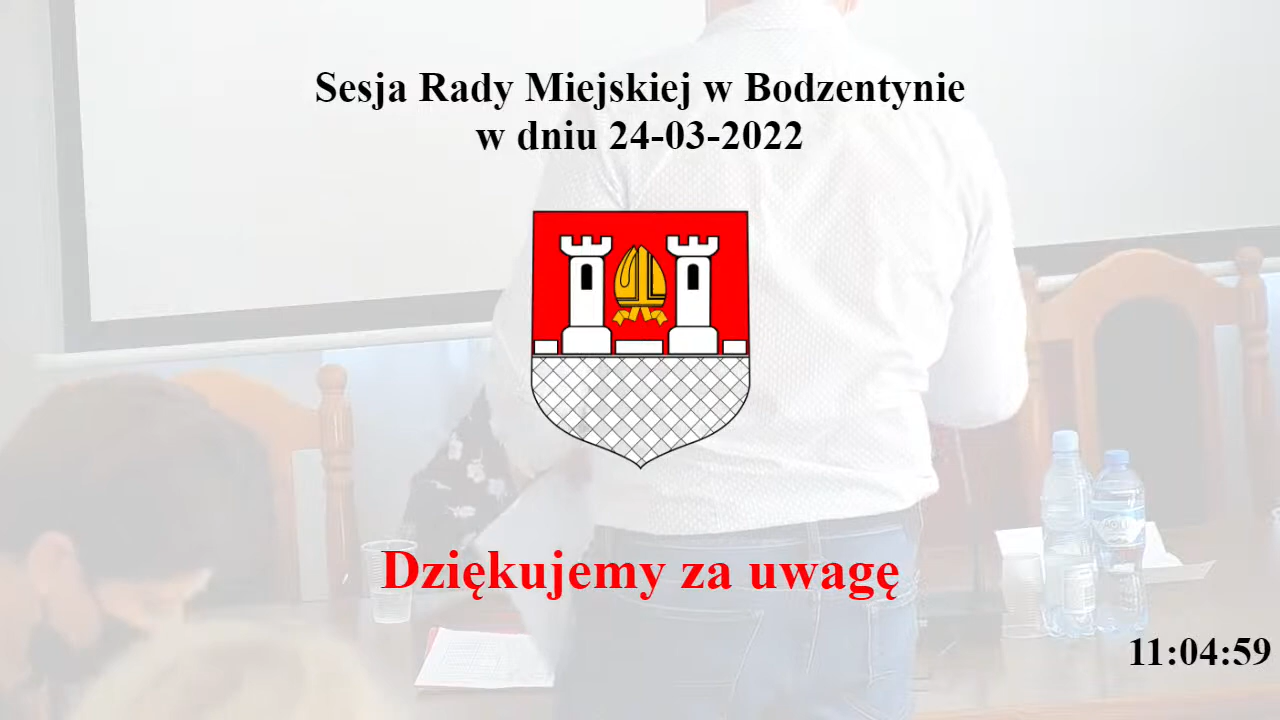 Sesja Rady Miejskiej w Bodzentynie
w dniu 24-03-2022
Dziękujemy za uwagę
11:04:59